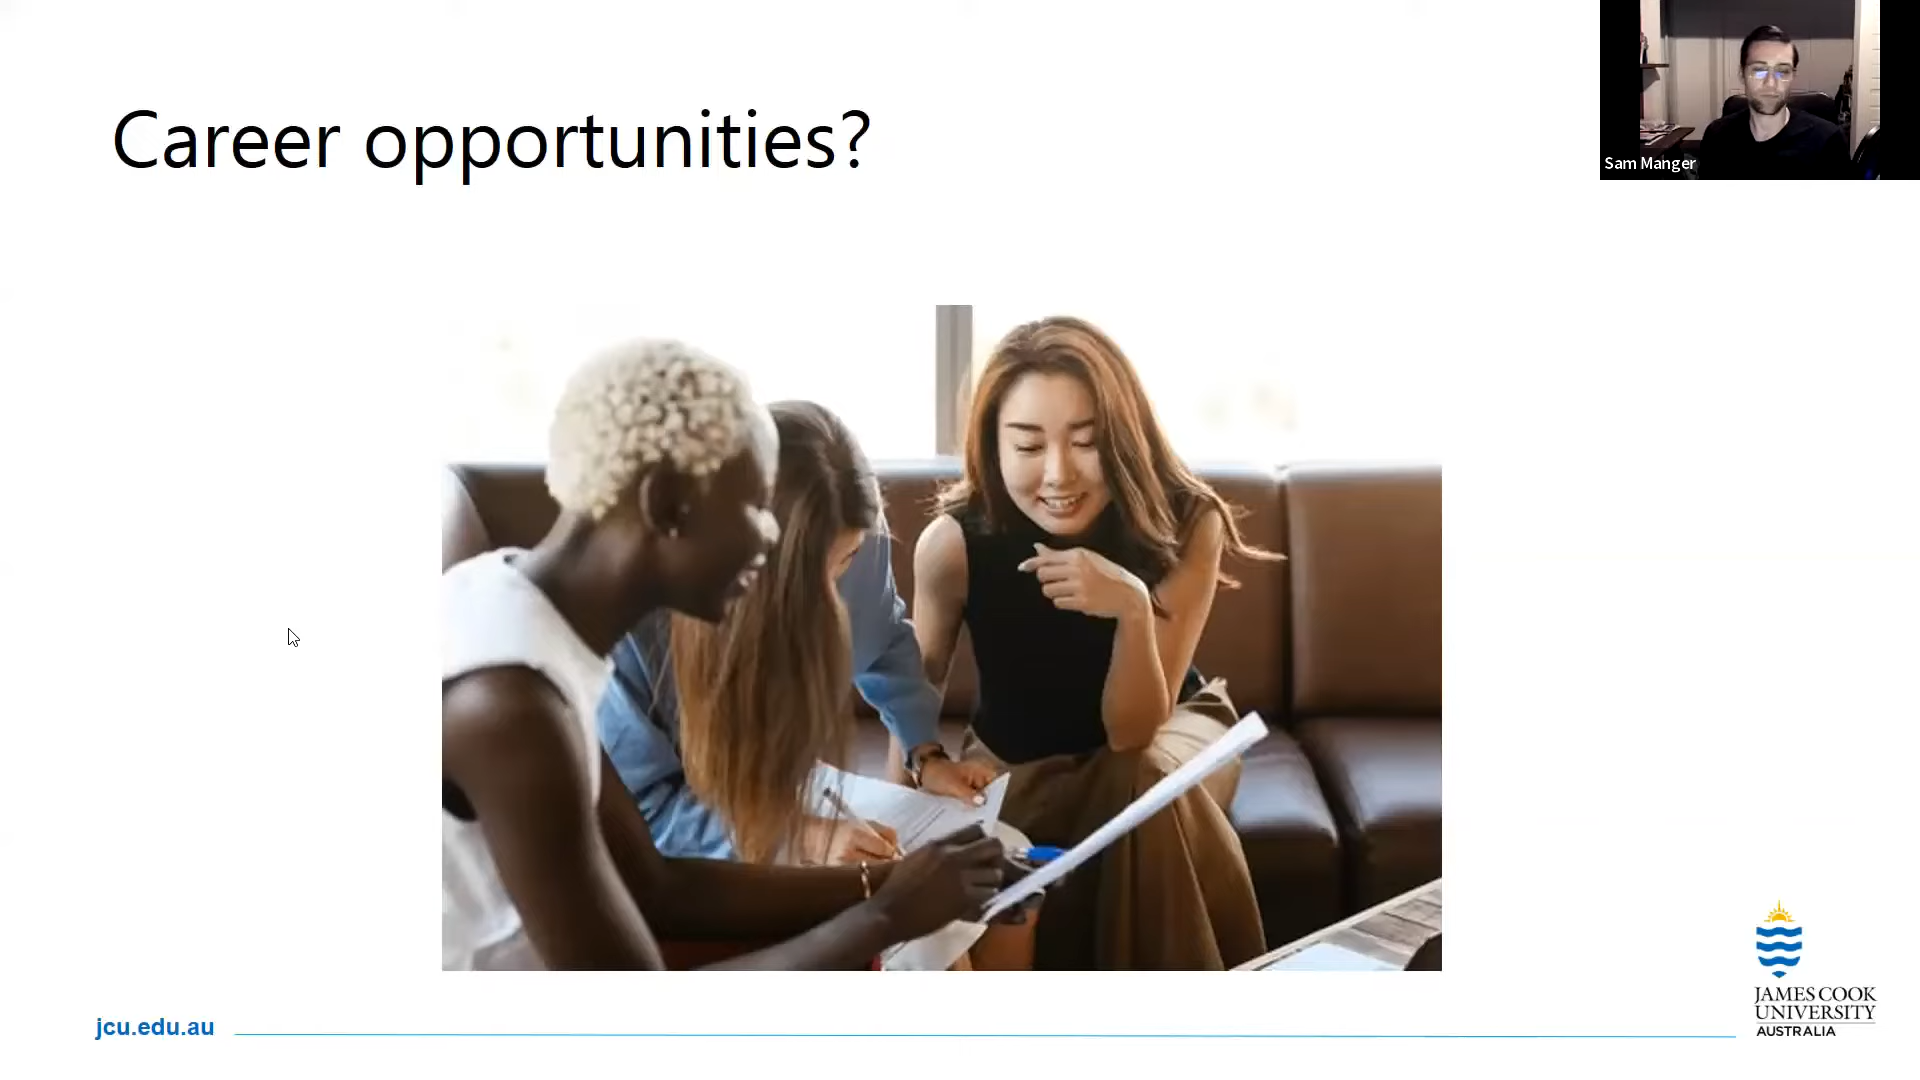 Career opportunities?
Sam Manger
jcu.edu.au
JAMES COOK
UNIVERSITY
AUSTRALIA